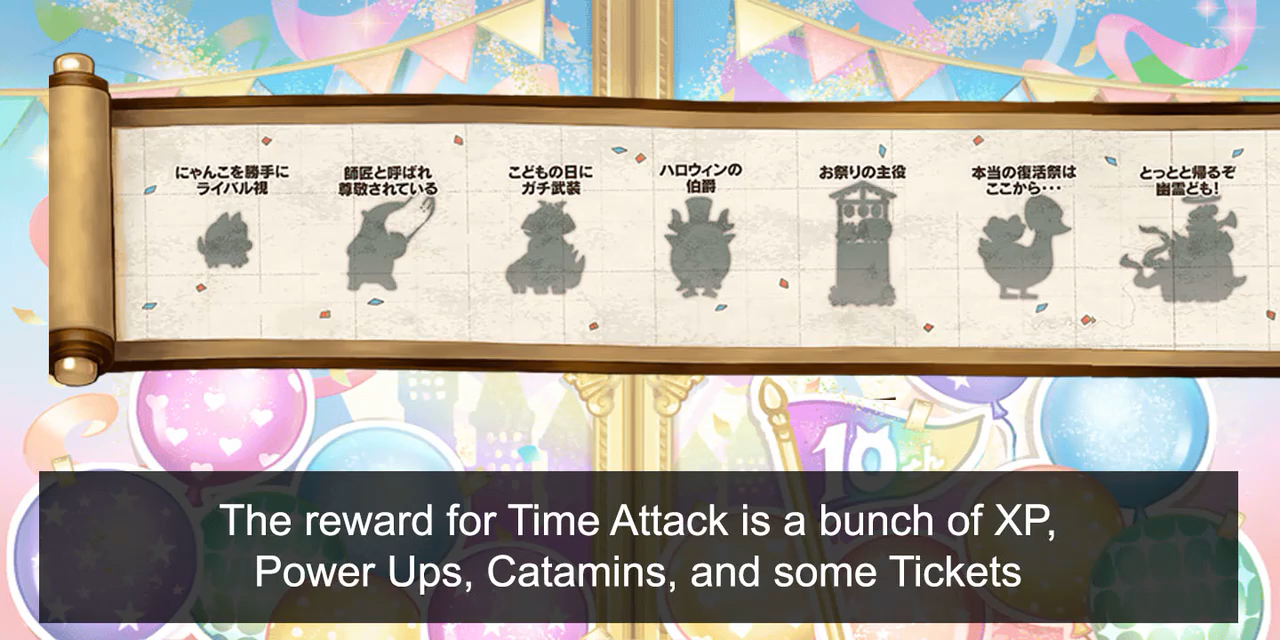 にゃんこを勝手に
ライバル視
師匠と呼ばれ
尊敬されている
こどもの日に
ガチ武装
ハロウィンの
伯爵
お祭りの主役
本当の復活祭は
ここから・・・
とっとと帰るぞ
幽霊ども!
10th
The reward for Time Attack is a bunch of XP,
Power Ups, Catamins, and some Tickets